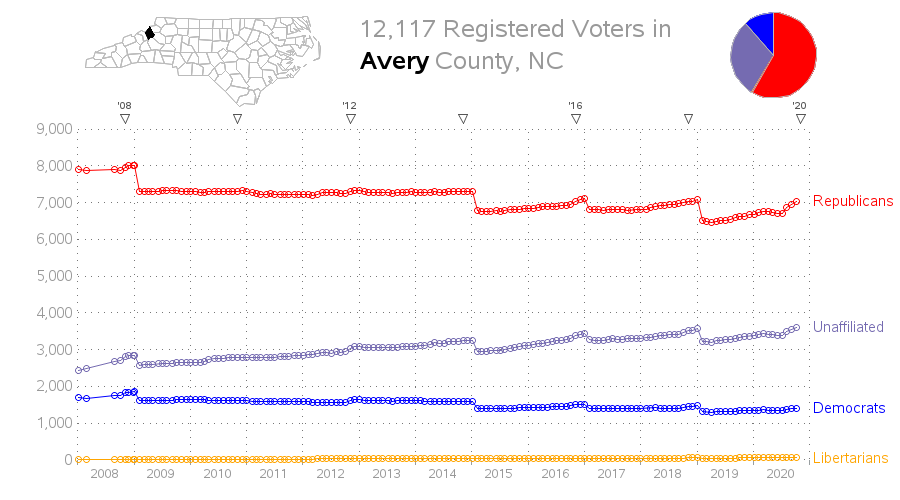 12,117 Registered Voters in
Avery County, NC
'08 '12 '16 '20
9,000
8,000
7,000
6,000
5,000
4,000
3,000
2,000
1,000
0
Republicans
Unaffiliated
Democrats
Libertarians
2008 2009 2010 2011 2012 2013 2014 2015 2016 2017 2018 2019 2020